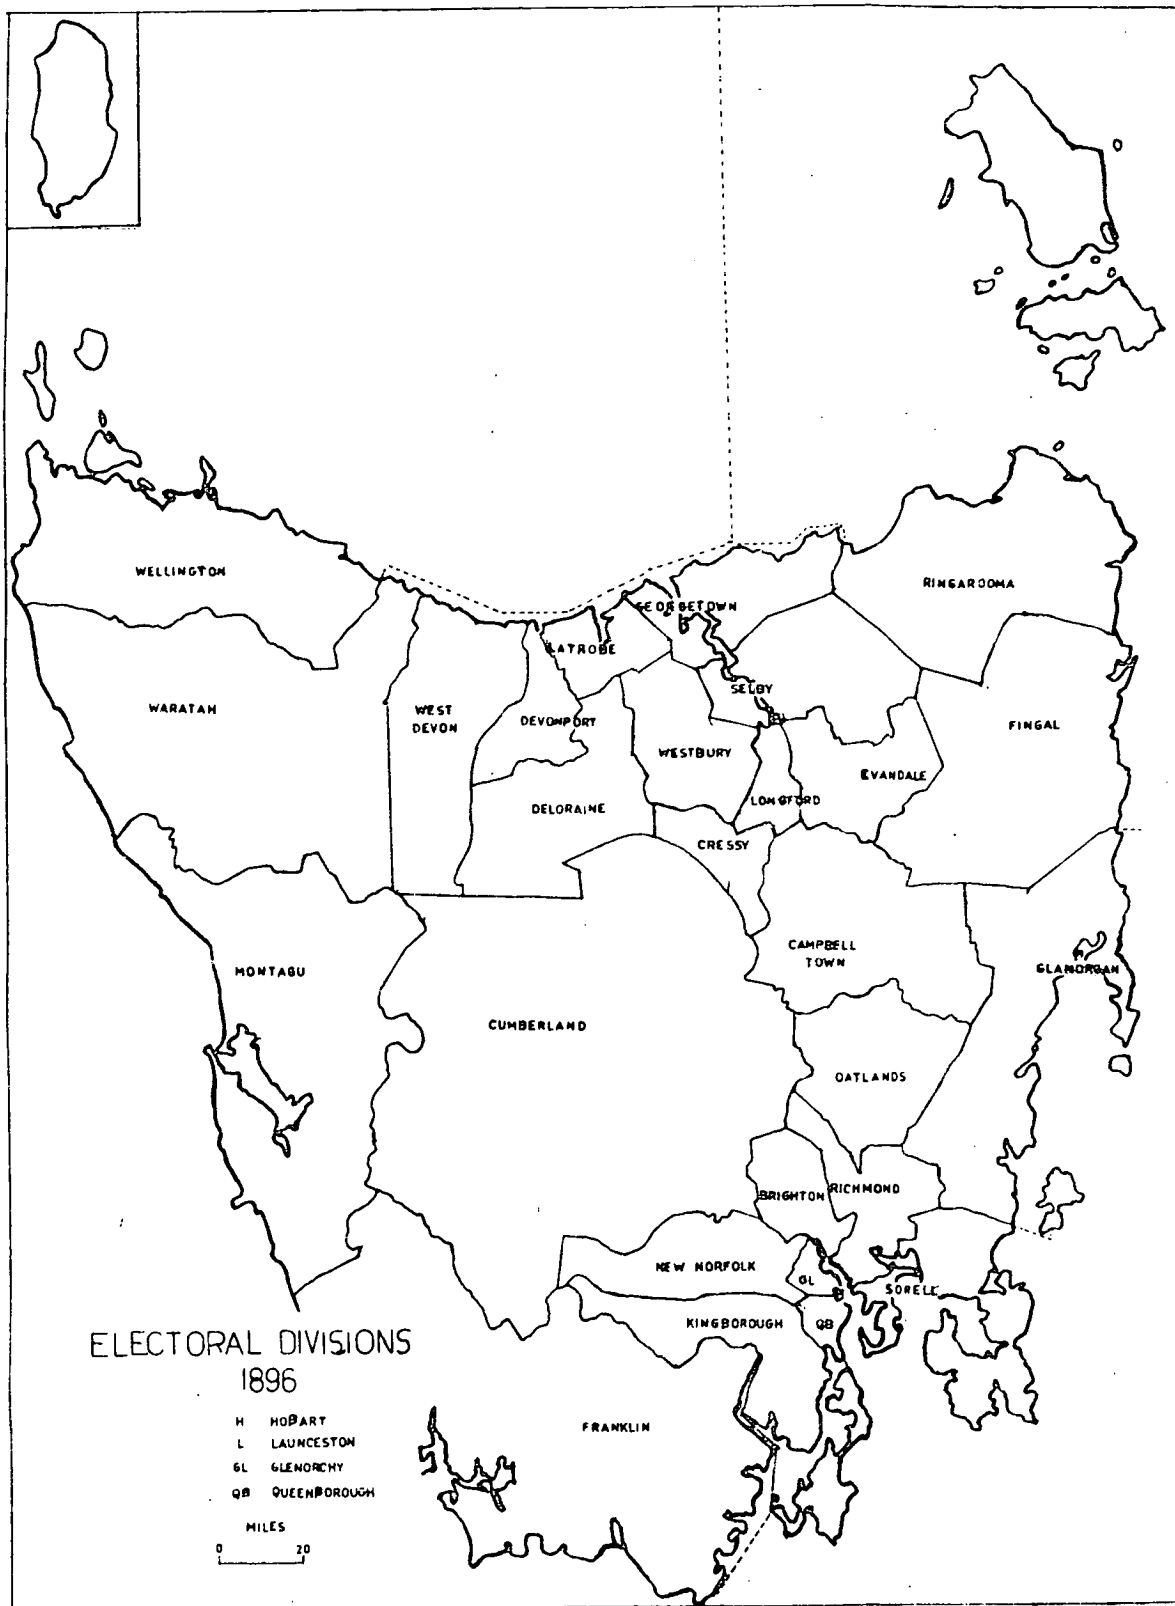 WELLINGTON
GEORGETOWN
RINGAROOMA
LATROBE
SELBY
WARATAH
WEST
DEVON
DEVONPORT
FINGAL
WESTBURY
EVANDALE
DELORAINE
LONGFORD
CRESSY
CAMPBELL
TOWN
MONTAGU
GLAMORGAN
CUMBERLAND
OATLANDS
BRIGHTON
RICHMOND
NEW NORFOLK
GL
SORELL
KINGBOROUGH
QB
ELECTORAL DIVISIONS
1896
H HOBART
L LAUNCESTON
GL GLENORCHY
QB QUEENBOROUGH
FRANKLIN
MILES
0 20